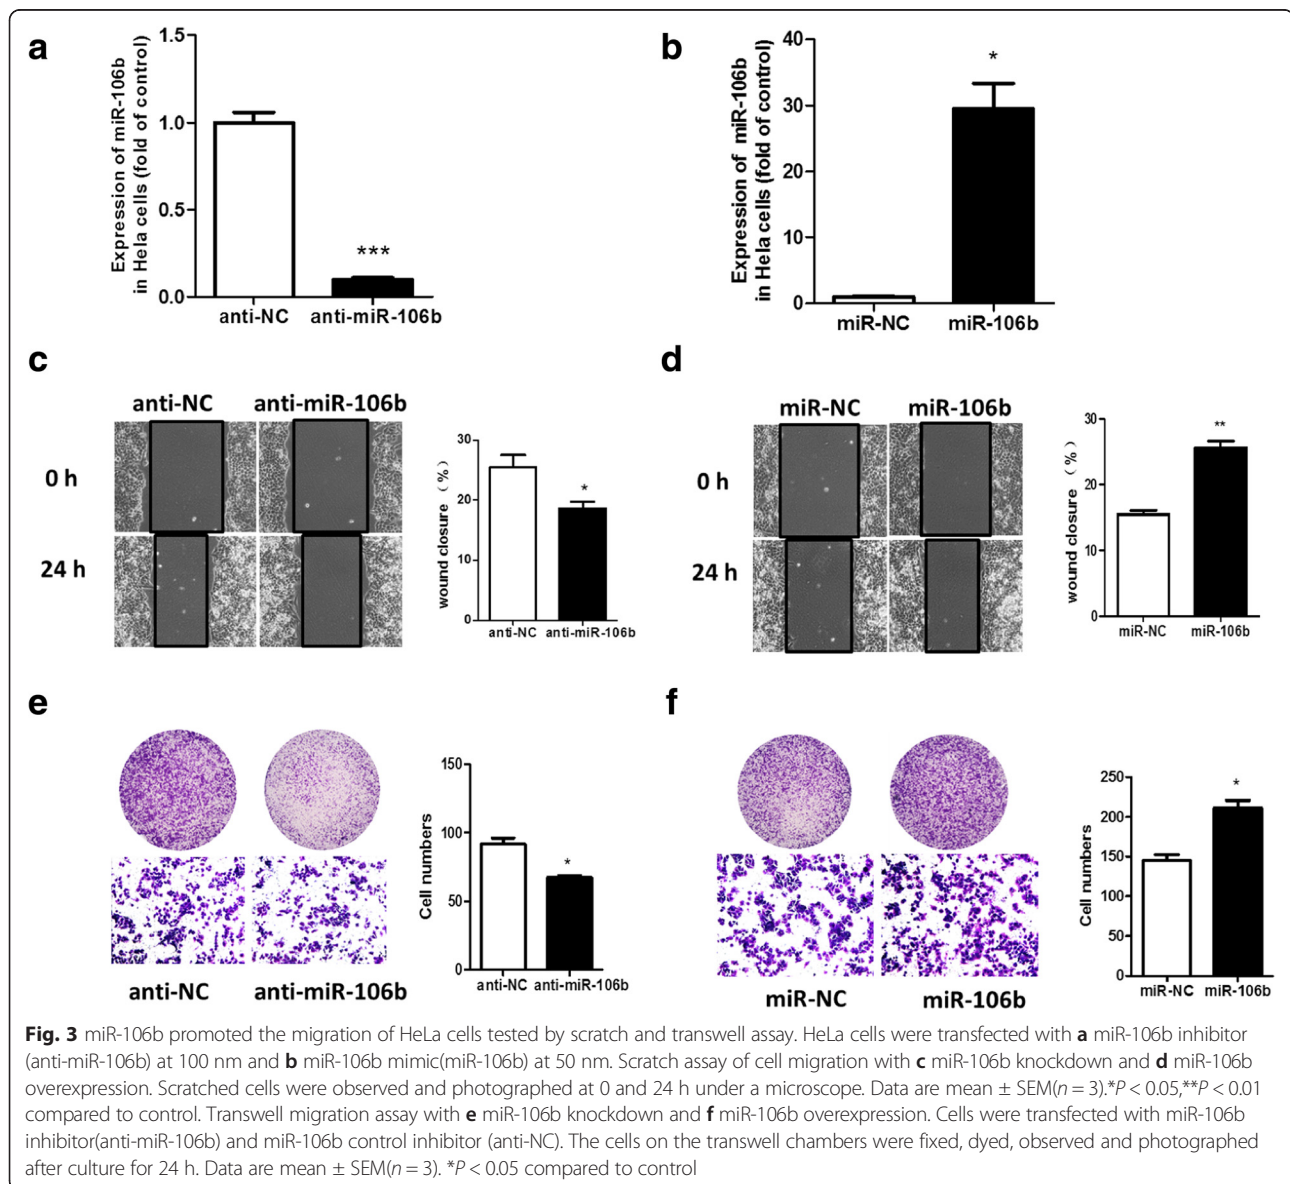 a
Expression of miR-106b
in Hela cells (fold of control)
1.5
1.0
0.5
0.0
***
anti-NC anti-miR-106b
b
Expression of miR-106b
in Hela cells (fold of control)
40
30
20
10
0
*
miR-NC miR-106b
c
anti-NC anti-miR-106b
0 h
24 h
wound closure (%)
30
20
10
0
*
anti-NC anti-miR-106b
d
miR-NC miR-106b
0 h
24 h
wound closure (%)
30
20
10
0
**
miR-NC miR-106b
e
anti-NC anti-miR-106b
Cell numbers
150
100
50
0
*
anti-NC anti-miR-106b
f
miR-NC miR-106b
Cell numbers
250
200
150
100
50
0
*
miR-NC miR-106b
Fig. 3 miR-106b promoted the migration of HeLa cells tested by scratch and transwell assay. HeLa cells were transfected with a miR-106b inhibitor
(anti-miR-106b) at 100 nm and b miR-106b mimic(miR-106b) at 50 nm. Scratch assay of cell migration with c miR-106b knockdown and d miR-106b
overexpression. Scratched cells were observed and photographed at 0 and 24 h under a microscope. Data are mean ± SEM(n = 3).*P < 0.05,**P < 0.01
compared to control. Transwell migration assay with e miR-106b knockdown and f miR-106b overexpression. Cells were transfected with miR-106b
inhibitor(anti-miR-106b) and miR-106b control inhibitor (anti-NC). The cells on the transwell chambers were fixed, dyed, observed and photographed
after culture for 24 h. Data are mean ± SEM(n = 3). *P < 0.05 compared to control